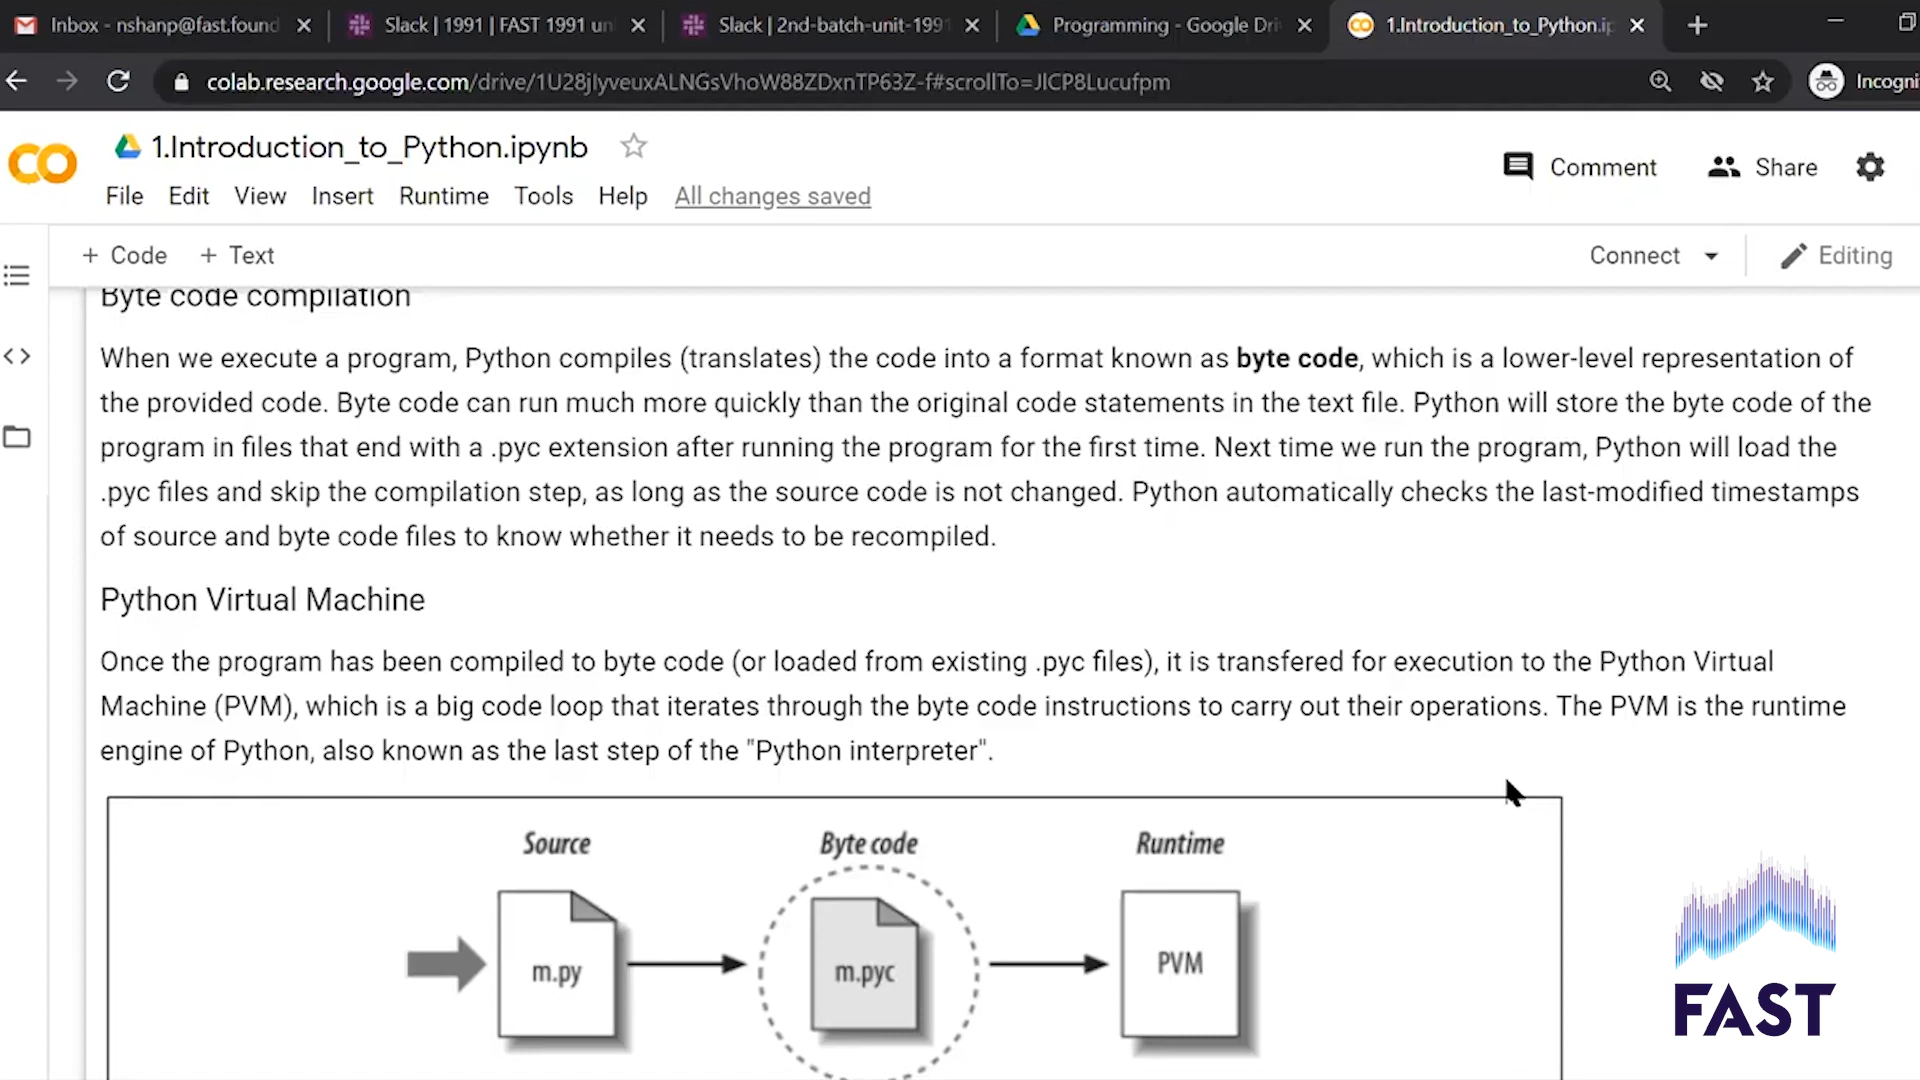 Inbox - nshanp@fast.found
Slack | 1991 | FAST 1991 un
Slack | 2nd-batch-unit-1991
Programming - Google Dri
1.Introduction_to_Python.ip
colab.research.google.com/drive/1U28jIyveuxALNGsVhoW88ZDxnTP63Z-f#scrollTo=JlCP8Lucufpm
Incogni
CO
1.Introduction_to_Python.ipynb
Comment
Share
File Edit View Insert Runtime Tools Help All changes saved
+ Code + Text
Connect
Editing
Byte code compilation
When we execute a program, Python compiles (translates) the code into a format known as byte code, which is a lower-level representation of
the provided code. Byte code can run much more quickly than the original code statements in the text file. Python will store the byte code of the
program in files that end with a .pyc extension after running the program for the first time. Next time we run the program, Python will load the
.pyc files and skip the compilation step, as long as the source code is not changed. Python automatically checks the last-modified timestamps
of source and byte code files to know whether it needs to be recompiled.
Python Virtual Machine
Once the program has been compiled to byte code (or loaded from existing .pyc files), it is transfered for execution to the Python Virtual
Machine (PVM), which is a big code loop that iterates through the byte code instructions to carry out their operations. The PVM is the runtime
engine of Python, also known as the last step of the "Python interpreter".
Source
Byte code
Runtime
m.py
m.pyc
PVM
FAST